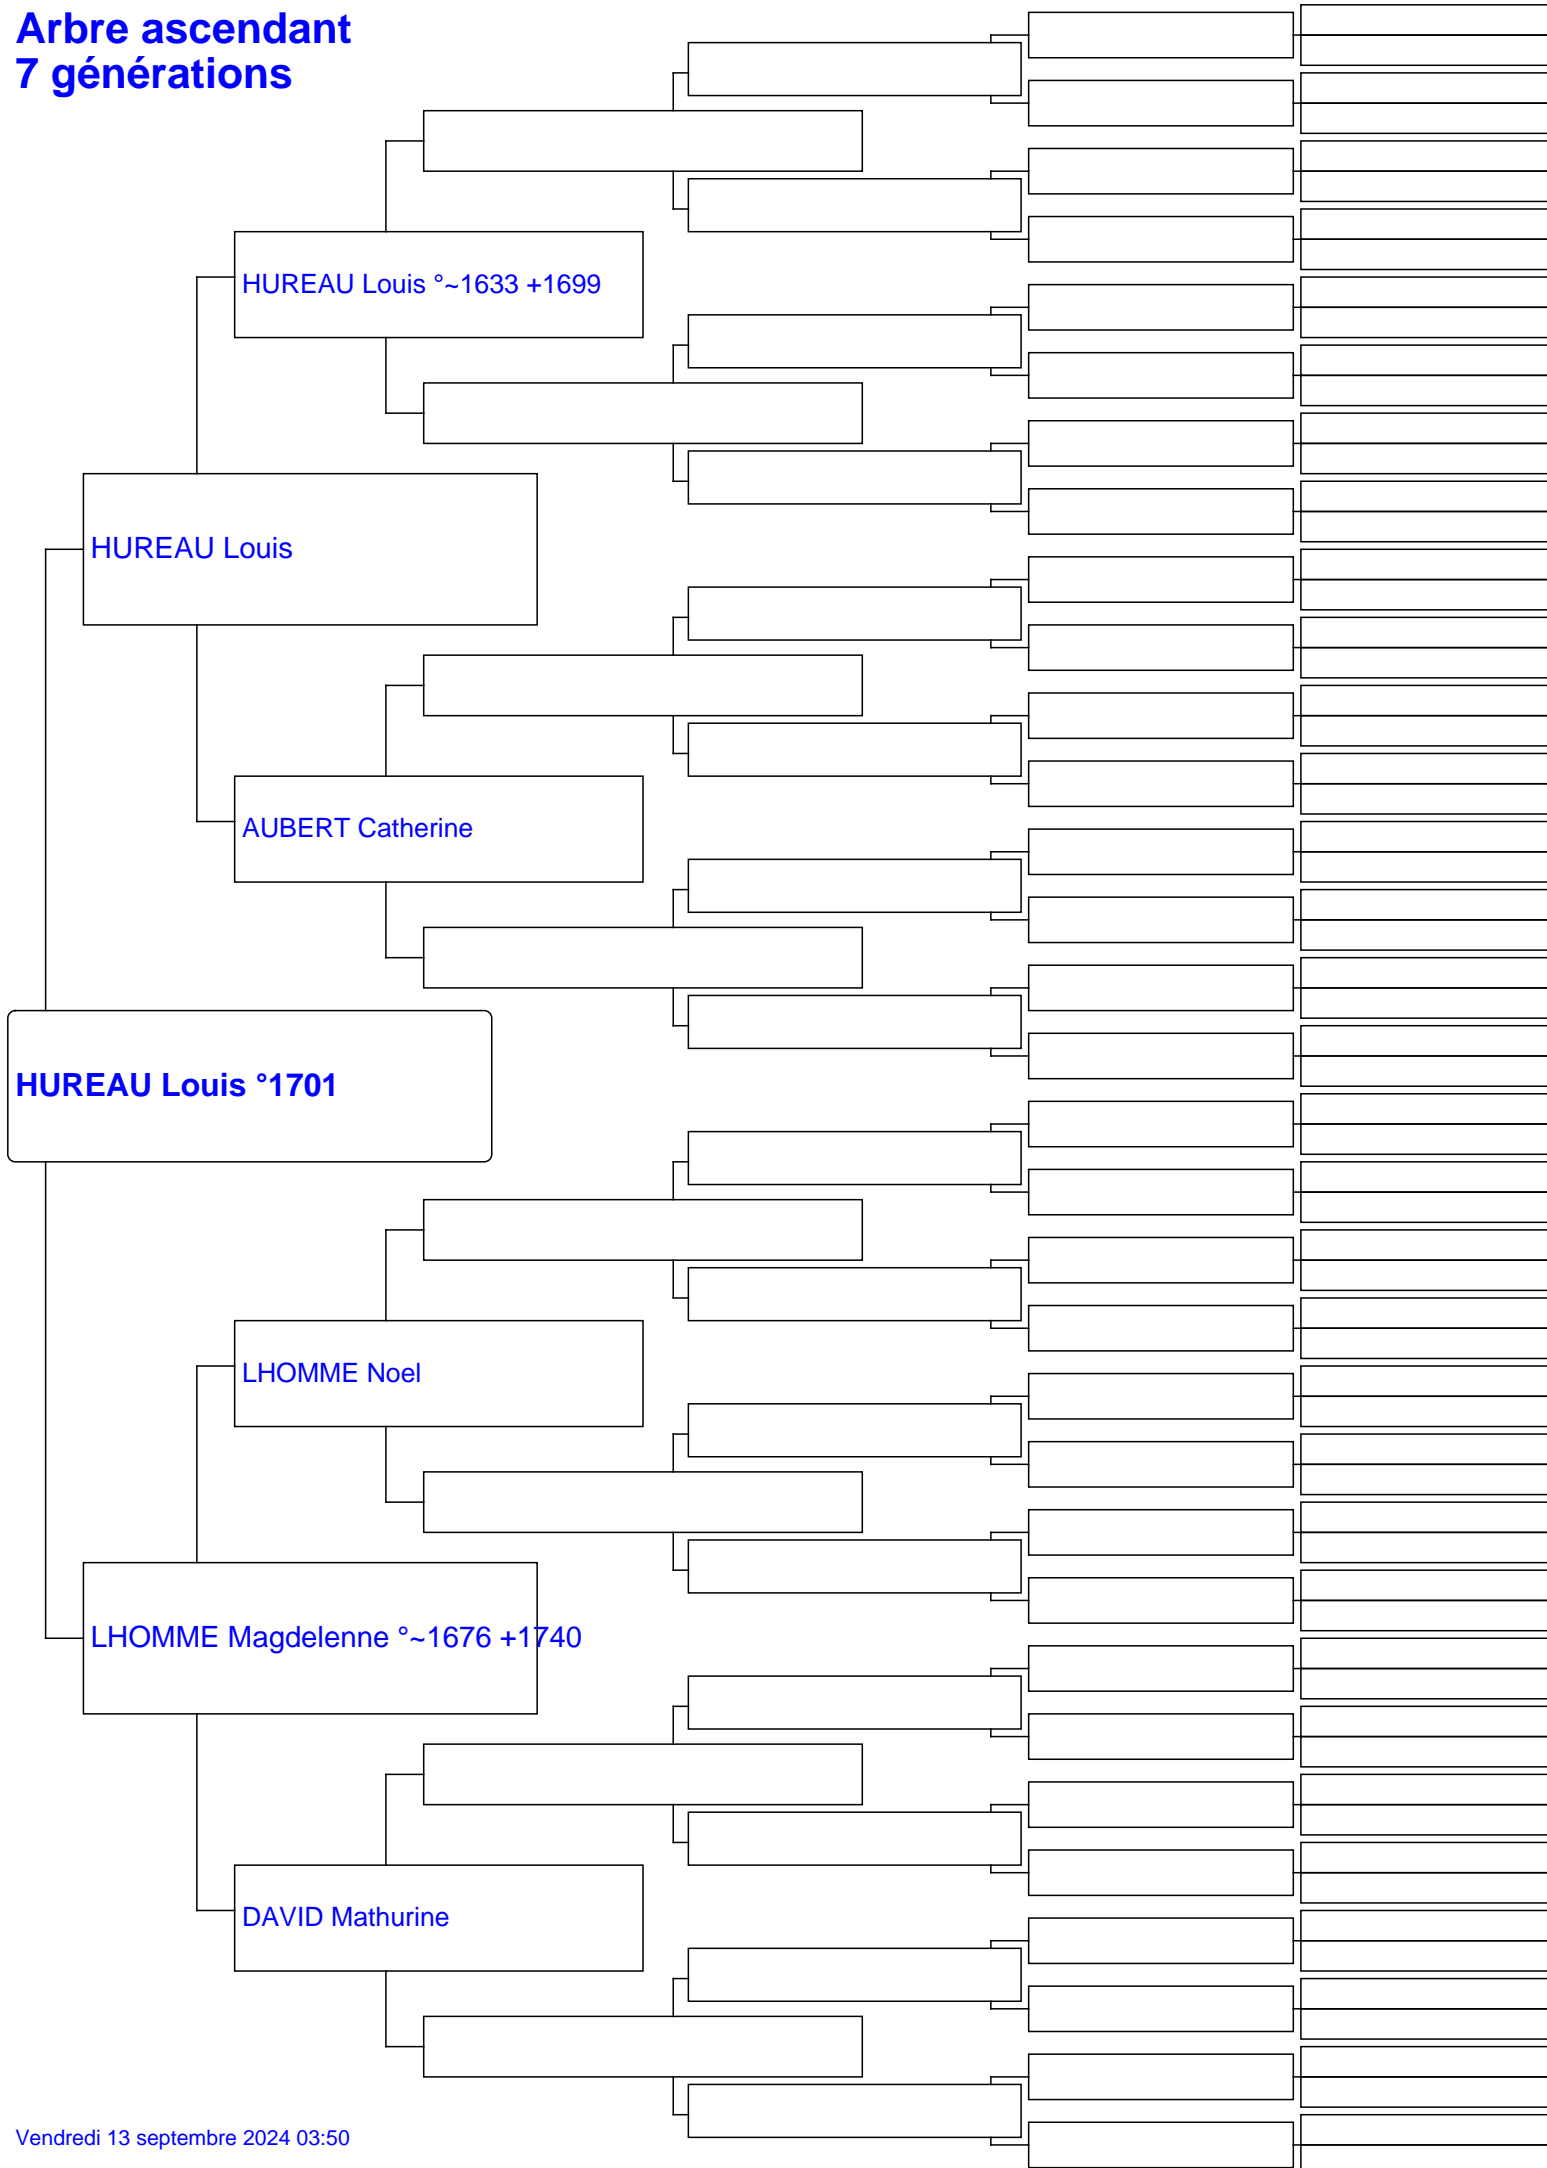 Arbre ascendant
7 générations
HUREAU Louis °~1633 +1699
HUREAU Louis
AUBERT Catherine
HUREAU Louis °1701
LHOMME Noel
LHOMME Magdelenne °~1676 +1740
DAVID Mathurine
Vendredi 13 septembre 2024 03:50